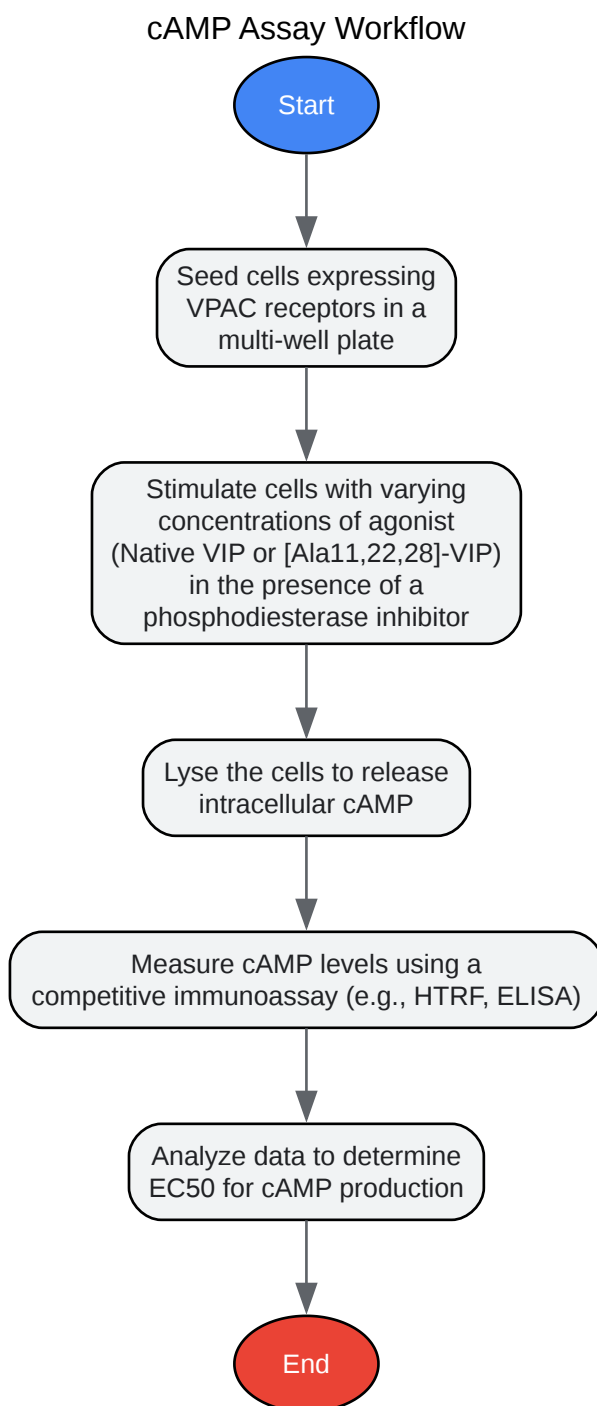 cAMP Assay Workflow
Start
Seed cells expressing
VPAC receptors in a
multi-well plate
Stimulate cells with varying
concentrations of agonist
(Native VIP or [Ala11,22,28]-VIP)
in the presence of a
phosphodiesterase inhibitor
Lyse the cells to release
intracellular cAMP
Measure cAMP levels using a
competitive immunoassay (e.g., HTRF, ELISA)
Analyze data to determine
EC50 for cAMP production
End